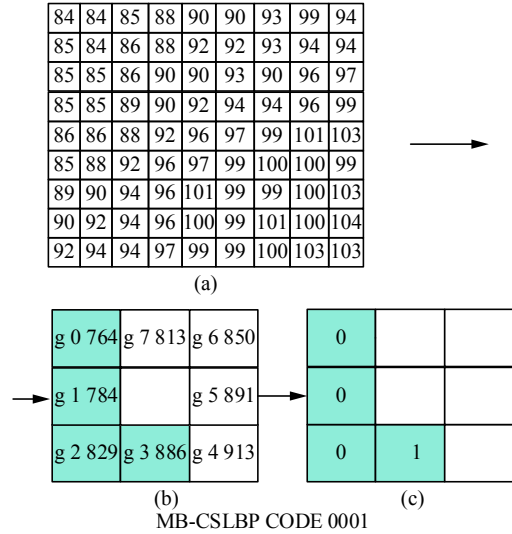 84 84 85 88 90 90 93 99 94
85 84 86 88 92 92 93 94 94
85 85 86 90 90 93 90 96 97
85 85 89 90 92 94 94 96 99
86 86 88 92 96 97 99 101 103
85 88 92 96 97 99 100 100 99
89 90 94 96 101 99 99 100 103
90 92 94 96 100 99 101 100 104
92 94 94 97 99 99 100 103 103
(a)
g 0 764 g 7 813 g 6 850
g 1 784 g 5 891
g 2 829 g 3 886 g 4 913
(b)
0
0
0 1
(c)
MB-CSLBP CODE 0001